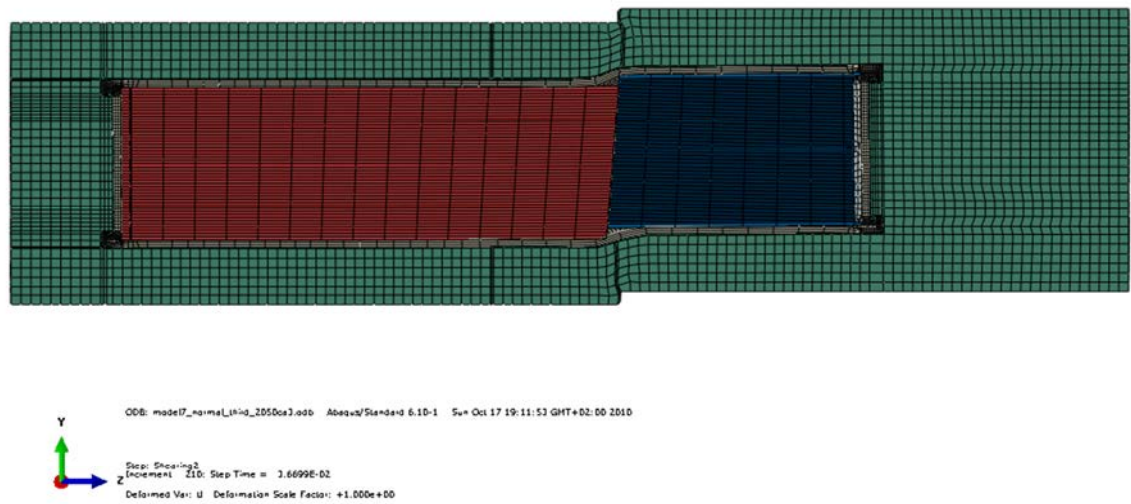 ODB: model7_normal_third_2050ca3.odb Abaqus/Standard 6.10-1 Sun Oct 17 19:11:53 GMT+02:00 2010
Y
Z
Step: Shearing2
Increment 210: Step Time = 3.6699E-02
Deformed Var: U Deformation Scale Factor: +1.000e+00